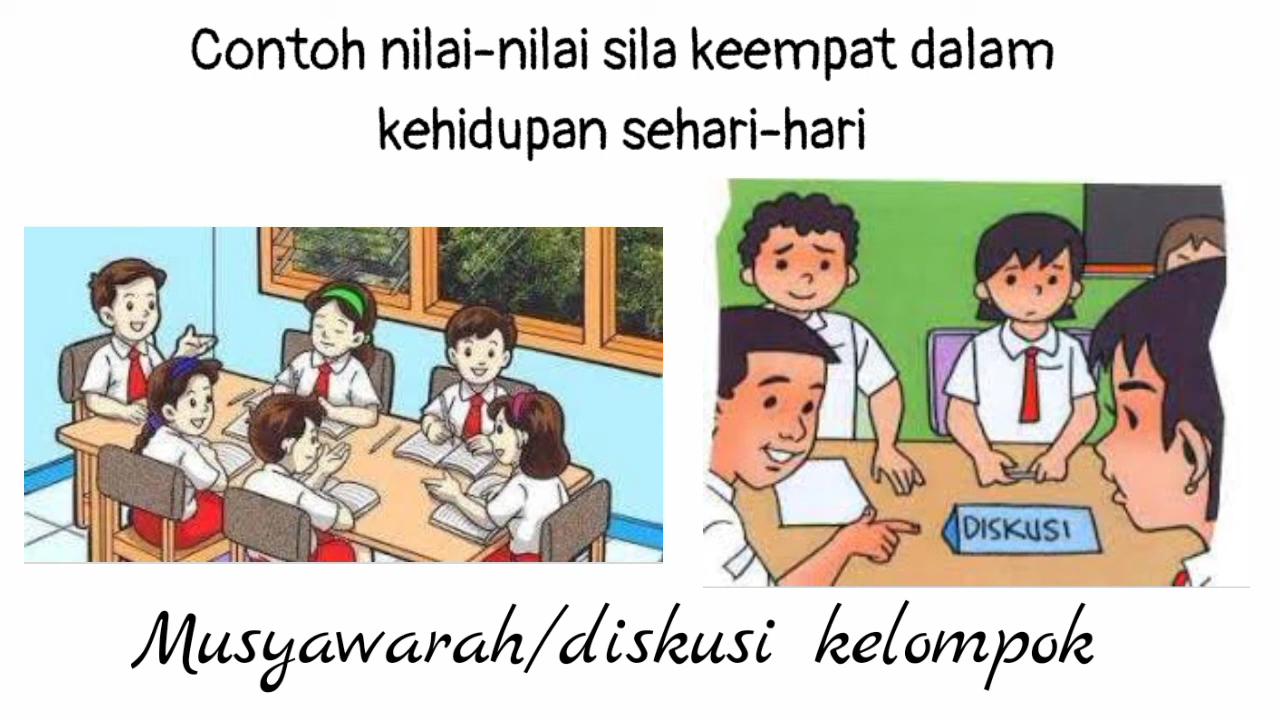 Contoh nilai-nilai sila keempat dalam
kehidupan sehari-hari
DISKUSI
Musyawarah/diskusi kelompok